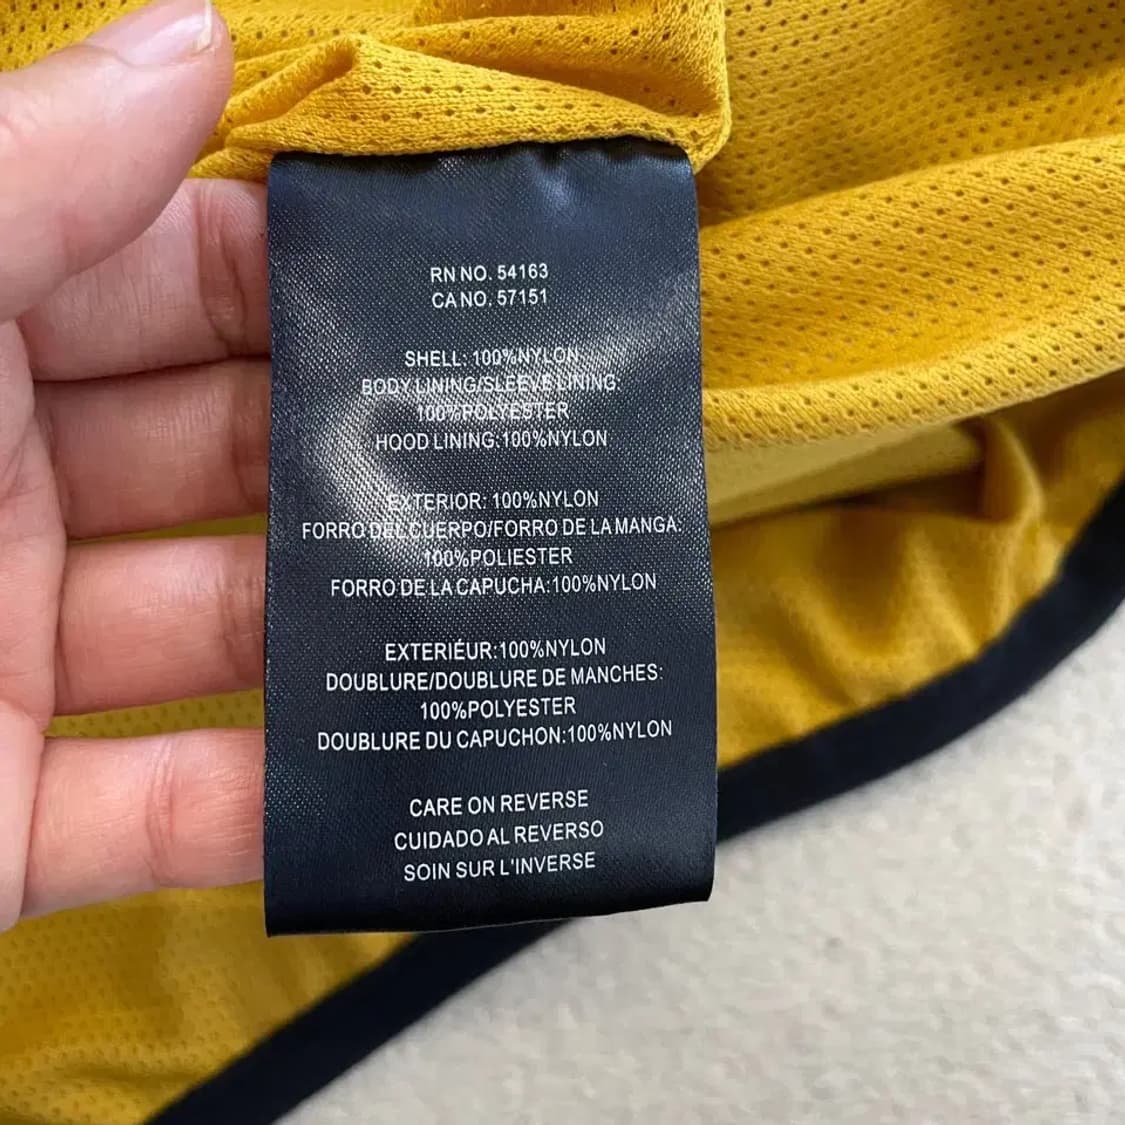 RN NO. 54163
CA NO. 57151
SHELL: 100%NYLON
BODY LINING/SLEEVE LINING:
100%POLYESTER
HOOD LINING:100%NYLON
EXTERIOR: 100%NYLON
FORRO DEL CUERPO/FORRO DE LA MANGA:
100%POLIESTER
FORRO DE LA CAPUCHA:100%NYLON
EXTERIÉUR:100%NYLON
DOUBLURE/DOUBLURE DE MANCHES:
100%POLYESTER
DOUBLURE DU CAPUCHON:100%NYLON
CARE ON REVERSE
CUIDADO AL REVERSO
SOIN SUR L'INVERSE